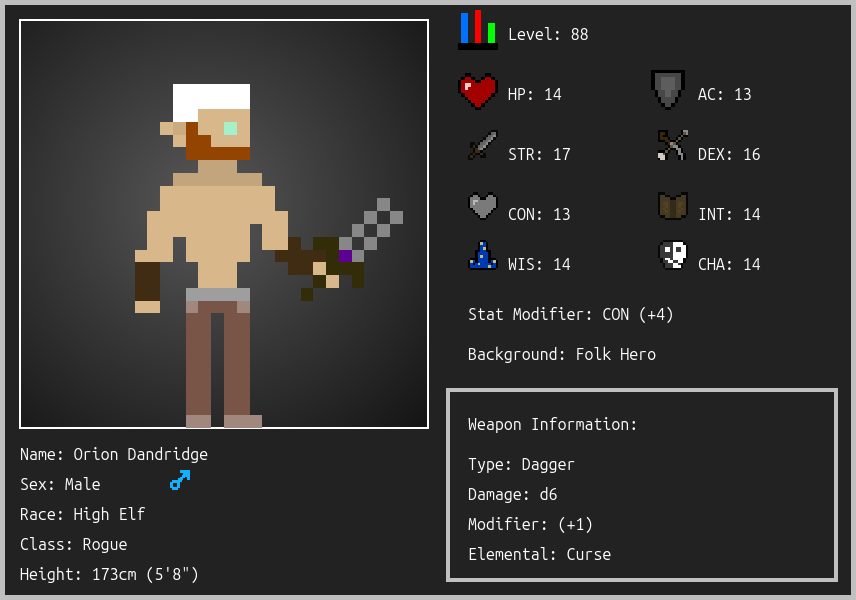 Level: 88
HP: 14
AC: 13
STR: 17
DEX: 16
CON: 13
INT: 14
WIS: 14
CHA: 14
Stat Modifier: CON (+4)
Background: Folk Hero
Weapon Information:
Type: Dagger
Damage: d6
Modifier: (+1)
Elemental: Curse
Name: Orion Dandridge
Sex: Male
Race: High Elf
Class: Rogue
Height: 173cm (5'8")